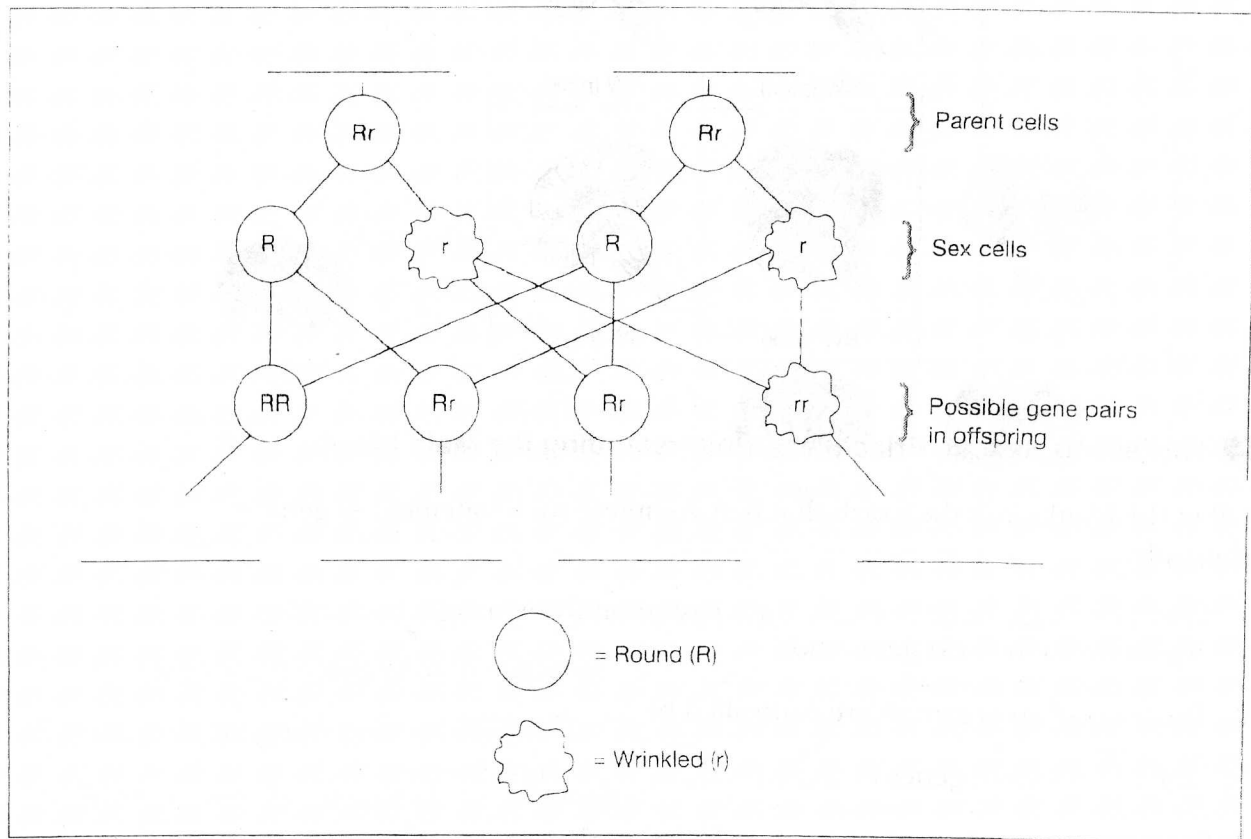 Rr Rr } Parent cells
R r R r } Sex cells
RR Rr Rr rr } Possible gene pairs
in offspring
= Round (R)
= Wrinkled (r)